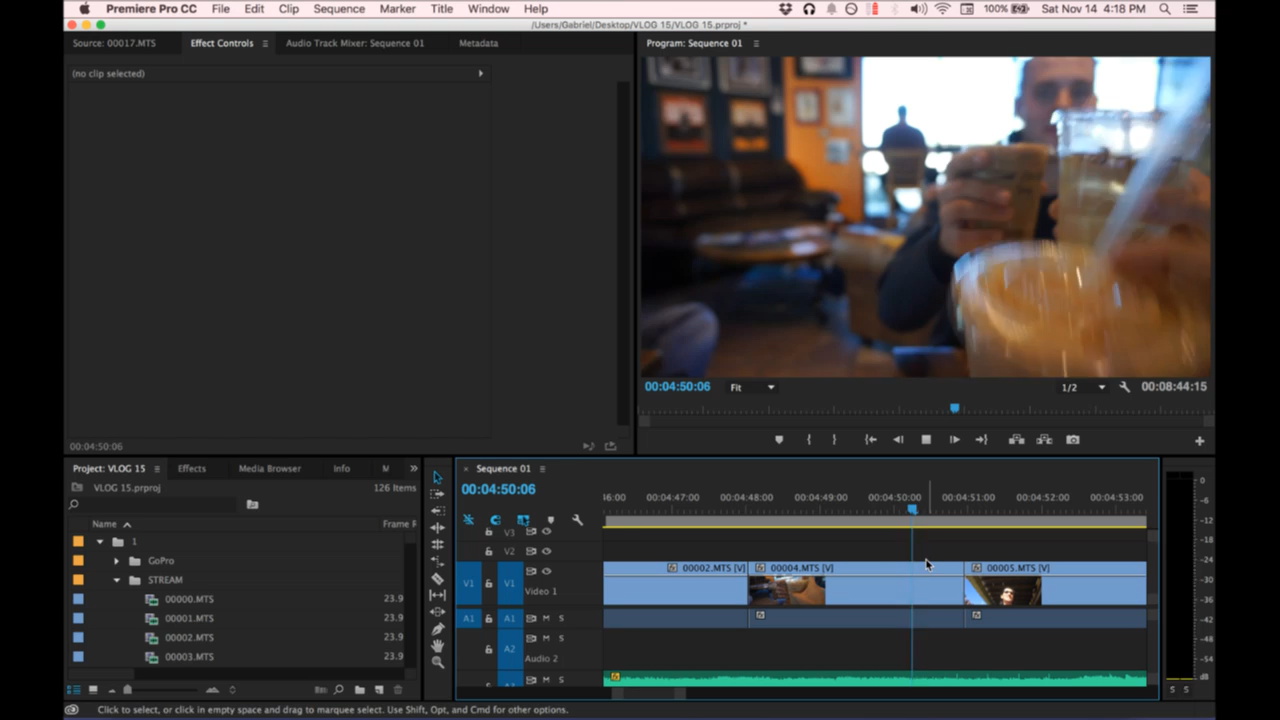 Premiere Pro CC File Edit Clip Sequence Marker Title Window Help 100% Sat Nov 14 4:18 PM
/Users/Gabriel/Desktop/VLOG 15/VLOG 15.prproj *
Source: 00017.MTS Effect Controls Audio Track Mixer: Sequence 01 Metadata
(no clip selected)
00:04:50:06
Program: Sequence 01
00:04:50:06 Fit 1/2 00:08:44:15
Project: VLOG 15 Effects Media Browser Info M
VLOG 15.prproj 126 Items
Name Frame R
1
GoPro
STREAM
00000.MTS 23.9
00001.MTS 23.9
00002.MTS 23.9
00003.MTS 23.9
Sequence 01
00:04:50:06
46:00 00:04:47:00 00:04:48:00 00:04:49:00 00:04:50:00 00:04:51:00 00:04:52:00 00:04:53:00
V3
V2
00002.MTS [V] 00004.MTS [V] 00005.MTS [V]
V1 V1 Video 1
A1 A1 M S
M S
A2
Audio 2
M S
0
-6
-12
-18
-24
-30
-36
-42
-48
-54
dB
S S
Click to select, or click in empty space and drag to marquee select. Use Shift, Opt, and Cmd for other options.